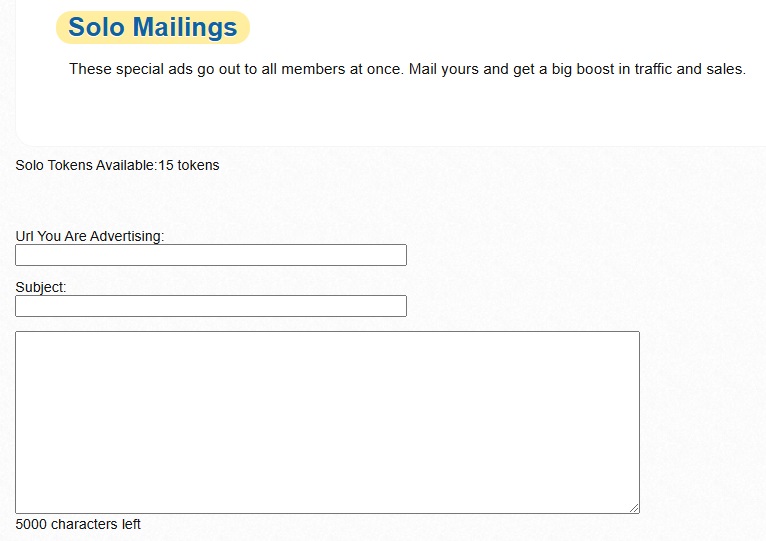 Solo Mailings
These special ads go out to all members at once. Mail yours and get a big boost in traffic and sales.
Solo Tokens Available:15 tokens
Url You Are Advertising:
Subject:
5000 characters left